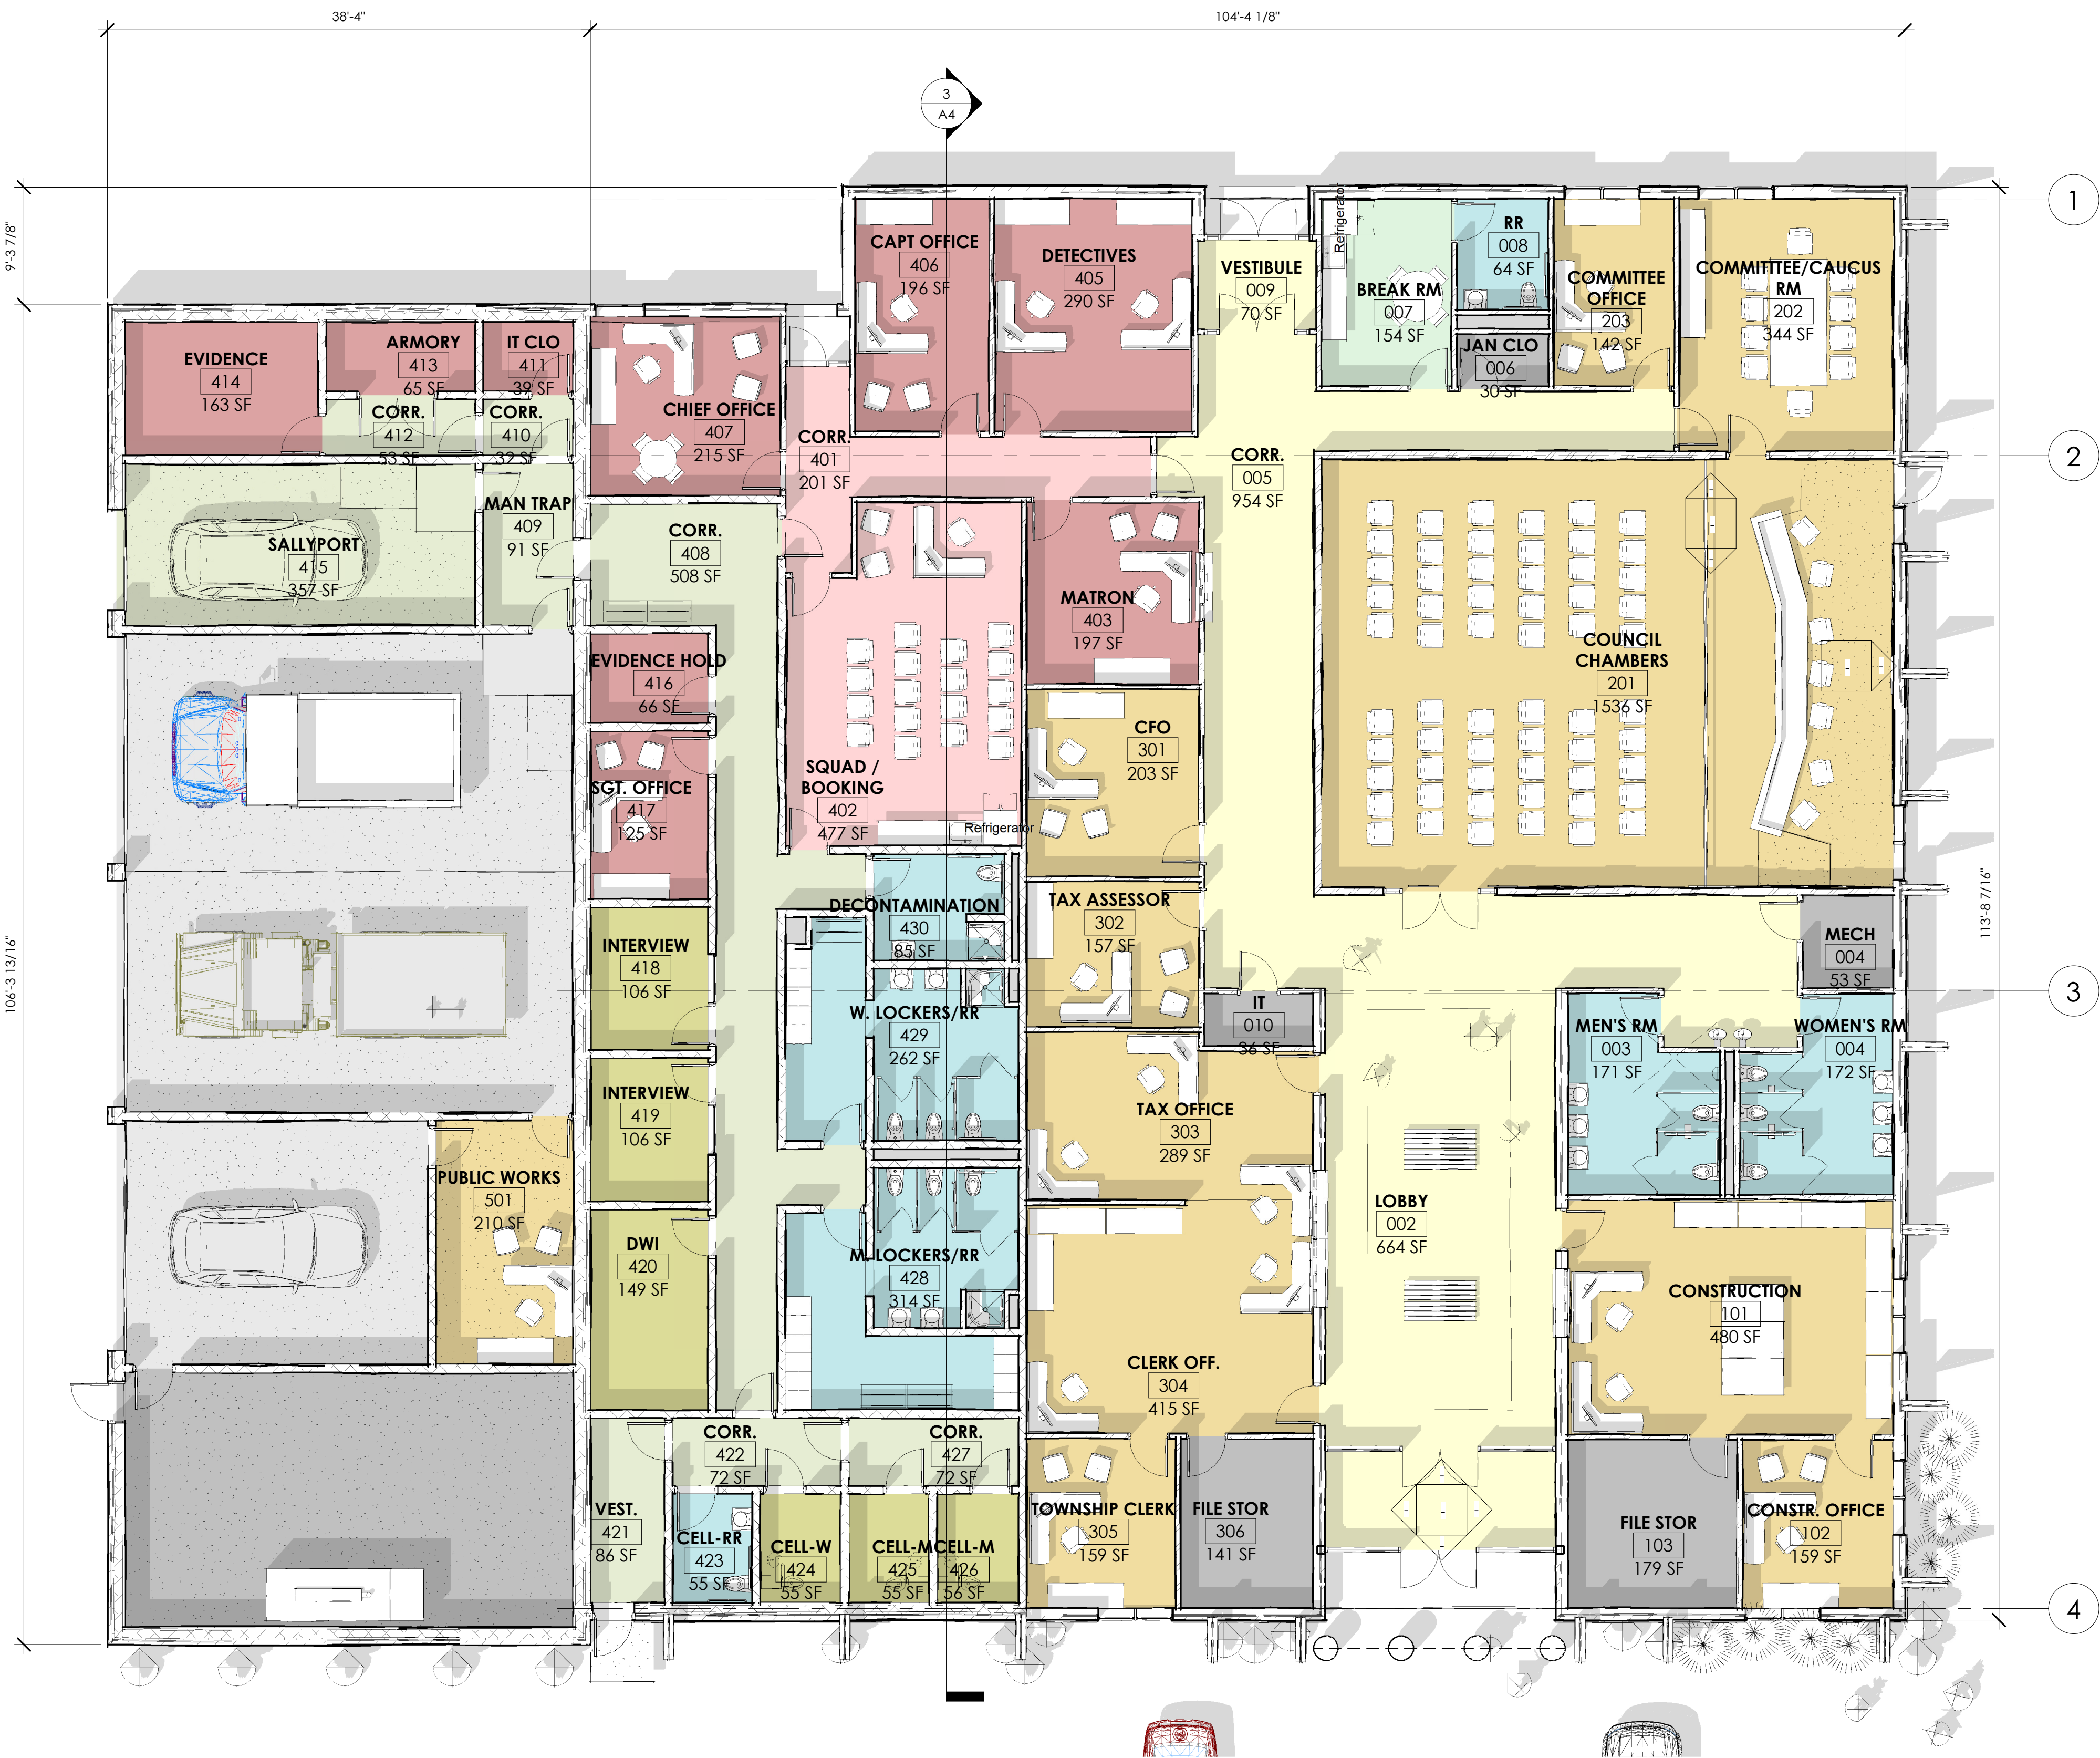 38'-4"
104'-4 1/8"
3
A4
9'-3 7/8"
106'-3 13/16"
113'-8 7/16"
1
2
3
4
CAPT OFFICE
406
196 SF
DETECTIVES
405
290 SF
VESTIBULE
009
70 SF
Refrigerator
BREAK RM
007
154 SF
RR
008
64 SF
JAN CLO
006
30 SF
COMMITTEE
OFFICE
203
142 SF
COMMITTEE/CAUCUS
RM
202
344 SF
EVIDENCE
414
163 SF
ARMORY
413
65 SF
IT CLO
411
39 SF
CORR.
412
53 SF
CORR.
410
32 SF
CHIEF OFFICE
407
215 SF
CORR.
401
201 SF
CORR.
005
954 SF
SALLYPORT
415
357 SF
MAN TRAP
409
91 SF
CORR.
408
508 SF
MATRON
403
197 SF
COUNCIL
CHAMBERS
201
1536 SF
EVIDENCE HOLD
416
66 SF
SGT. OFFICE
417
125 SF
SQUAD /
BOOKING
402
477 SF
Refrigerator
CFO
301
203 SF
DECONTAMINATION
430
85 SF
TAX ASSESSOR
302
157 SF
MECH
004
53 SF
INTERVIEW
418
106 SF
W. LOCKERS/RR
429
262 SF
IT
010
36 SF
MEN'S RM
003
171 SF
WOMEN'S RM
004
172 SF
INTERVIEW
419
106 SF
TAX OFFICE
303
289 SF
PUBLIC WORKS
501
210 SF
LOBBY
002
664 SF
DWI
420
149 SF
M. LOCKERS/RR
428
314 SF
CONSTRUCTION
101
480 SF
CLERK OFF.
304
415 SF
CORR.
422
72 SF
CORR.
427
72 SF
VEST.
421
86 SF
CELL-RR
423
55 SF
CELL-W
424
55 SF
CELL-M
425
55 SF
CELL-M
426
56 SF
TOWNSHIP CLERK
305
159 SF
FILE STOR
306
141 SF
FILE STOR
103
179 SF
CONSTR. OFFICE
102
159 SF